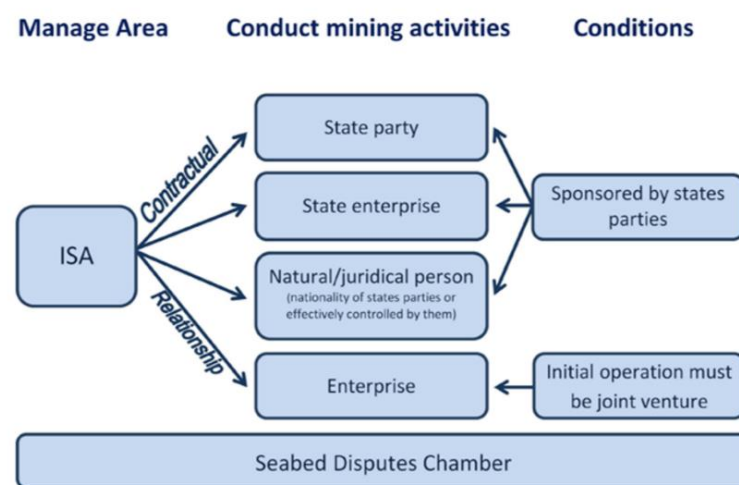 Manage Area
Conduct mining activities
Conditions
Contractual
Relationship
ISA
State party
State enterprise
Natural/juridical person
(nationality of states parties or
effectively controlled by them)
Enterprise
Sponsored by states
parties
Initial operation must
be joint venture
Seabed Disputes Chamber